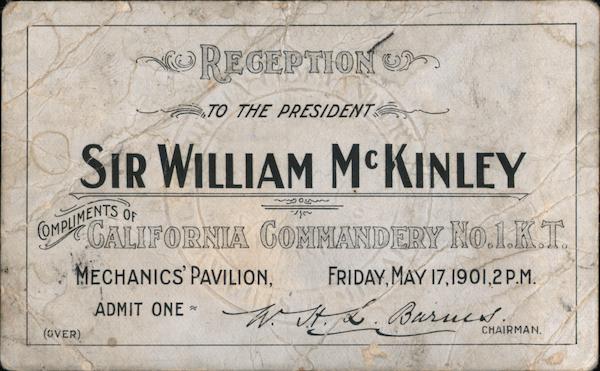 RECEPTION
TO THE PRESIDENT
SIR WILLIAM McKINLEY
COMPLIMENTS OF
CALIFORNIA COMMANDERY No.1.K.T.
MECHANICS' PAVILION, FRIDAY, MAY 17, 1901, 2 P.M.
ADMIT ONE
W. H. L. Barnes.
(OVER) CHAIRMAN.